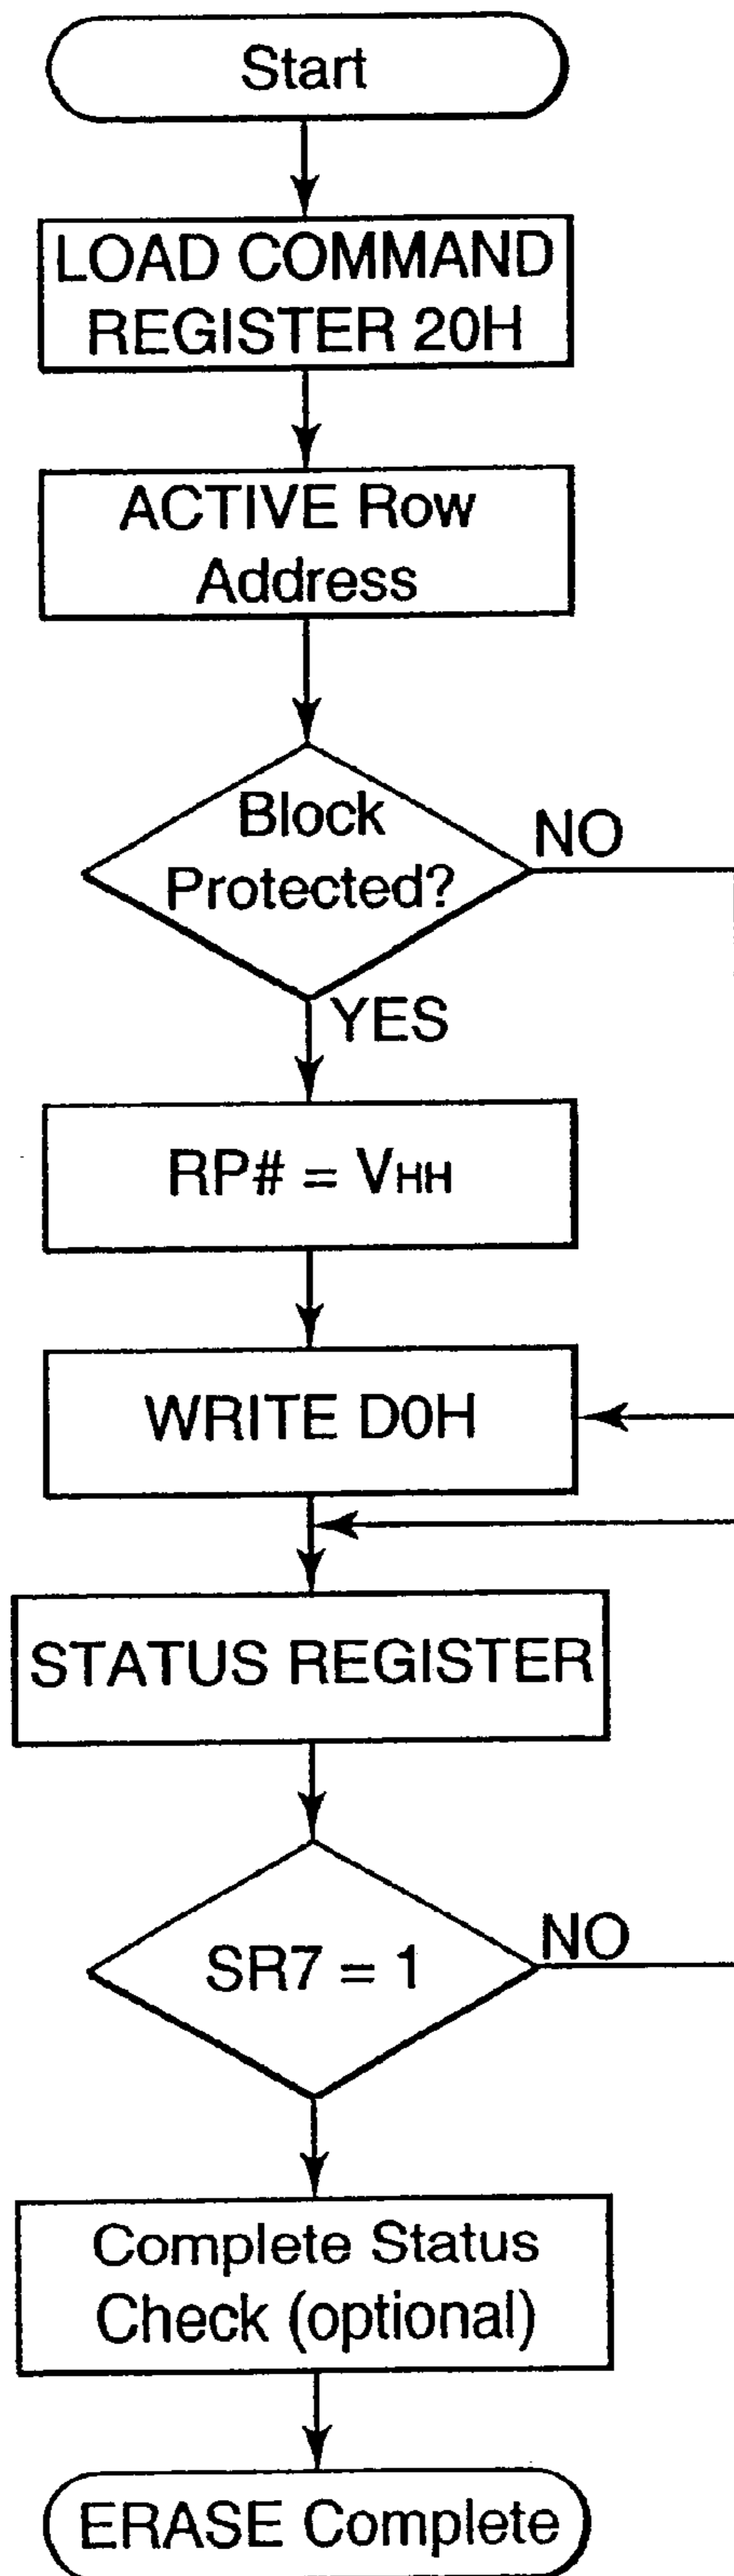 Start
LOAD COMMAND
REGISTER 20H
ACTIVE Row
Address
Block
Protected?
NO
YES
RP# = VHH
WRITE D0H
STATUS REGISTER
SR7 = 1
NO
Complete Status
Check (optional)
ERASE Complete